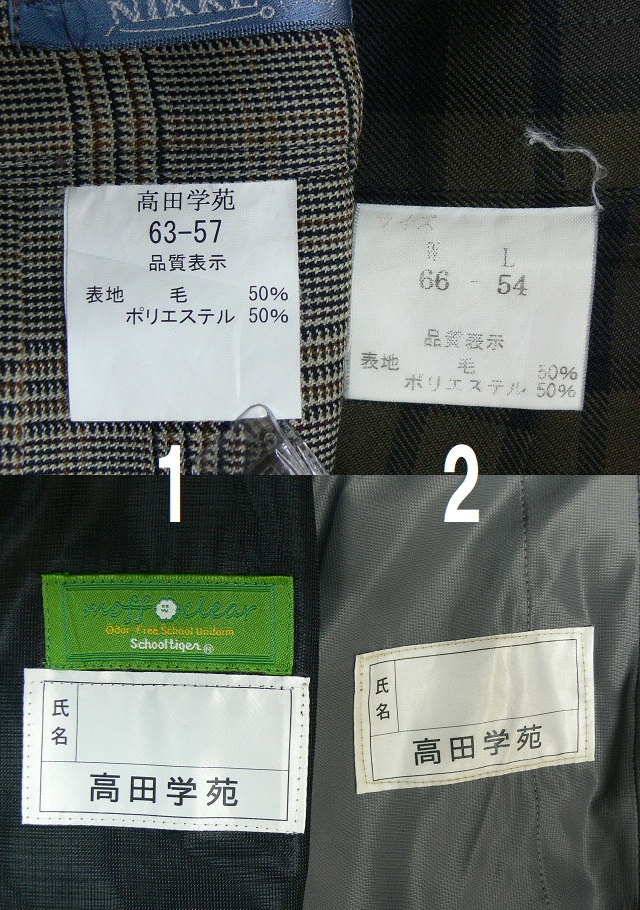 NIKKE
高田学苑
63-57
品質表示
表地 毛 50%
ポリエステル 50%
サイズ
W L
66 - 54
品質表示
表地 毛 50%
ポリエステル 50%
1
2
moff clear
Odor-Free School Uniform
Schooltiger®
氏名
高田学苑
氏名
高田学苑